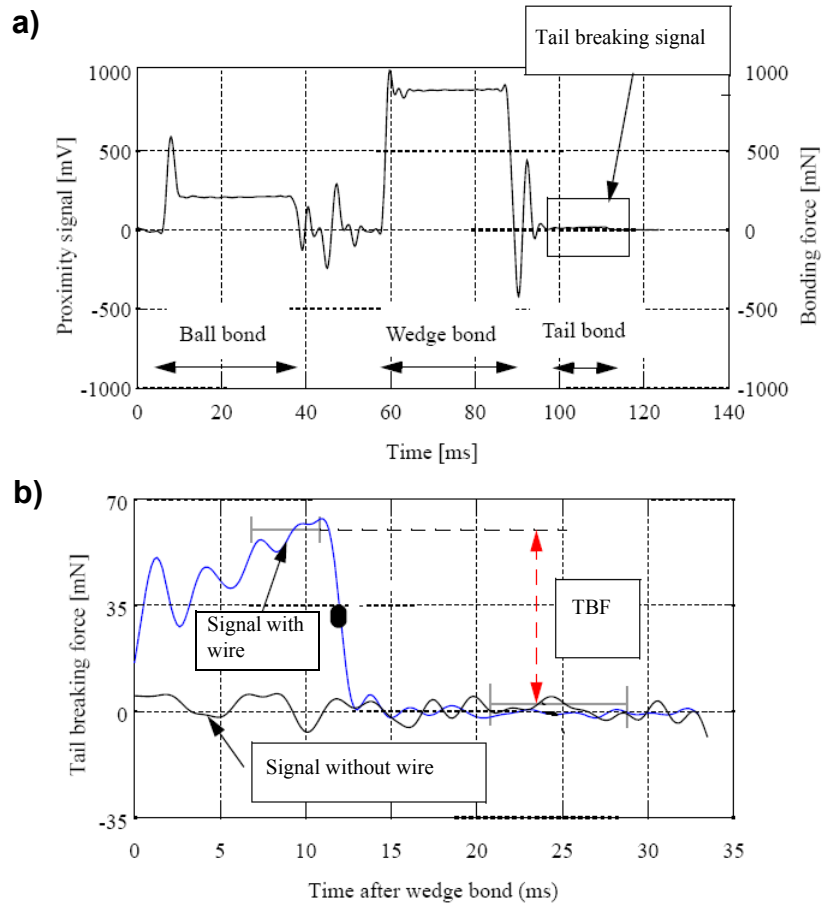 a)
Tail breaking signal
1000
500
0
-500
-1000
Proximity signal [mV]
1000
500
0
-500
-1000
Bonding force [mN]
Ball bond
Wedge bond
Tail bond
0 20 40 60 80 100 120 140
Time [ms]
b)
70
35
0
-35
Tail breaking force [mN]
Signal with
wire
TBF
Signal without wire
0 5 10 15 20 25 30 35
Time after wedge bond (ms)